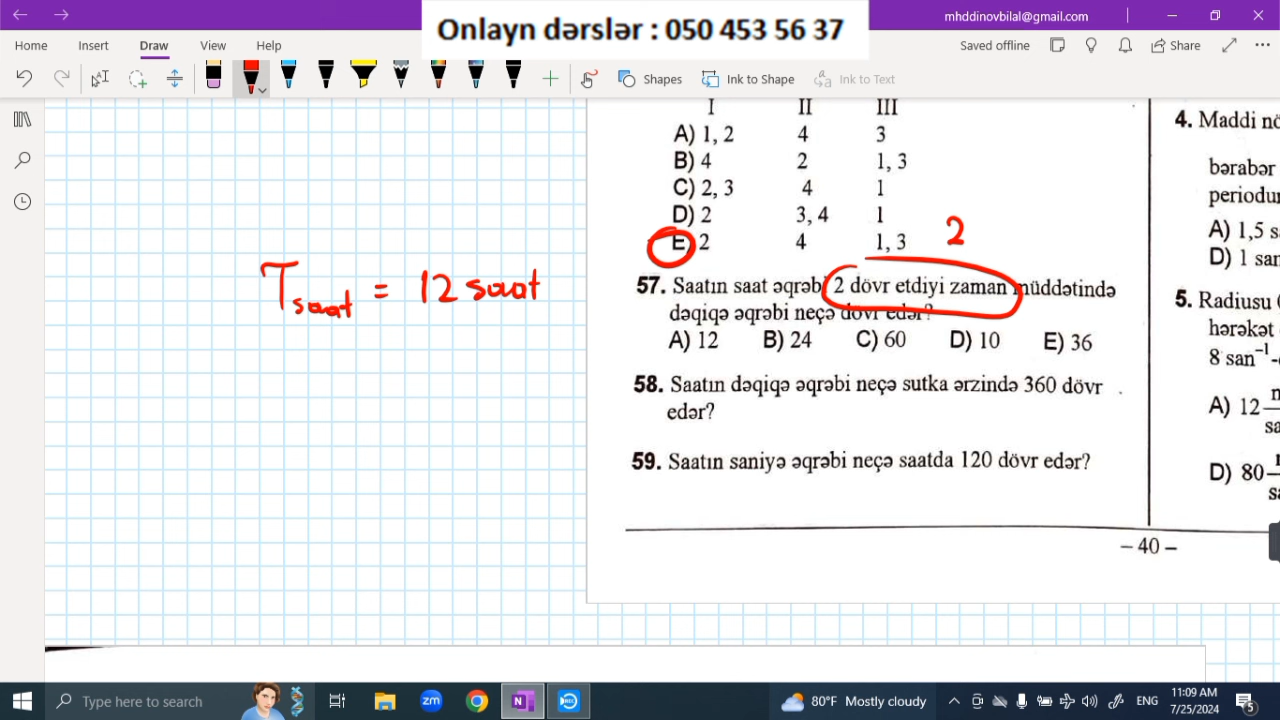 Onlayn dərslər : 050 453 56 37
mhddinovbilal@gmail.com
Home Insert Draw View Help
Saved offline
Share
Shapes
Ink to Shape
Ink to Text
I II III
A) 1, 2 4 3
B) 4 2 1, 3
C) 2, 3 4 1
D) 2 3, 4 1
E) 2 4 1, 3
2
T saat = 12 saat
57. Saatın saat əqrəbi 2 dövr etdiyi zaman müddətində
dəqiqə əqrəbi neçə dövr edər?
A) 12 B) 24 C) 60 D) 10 E) 36
58. Saatın dəqiqə əqrəbi neçə sutka ərzində 360 dövr
edər?
59. Saatın saniyə əqrəbi neçə saatda 120 dövr edər?
– 40 –
4. Maddi nö
bərabər
periodu
A) 1,5 s
D) 1 san
5. Radiusu
hərəkət
8 san⁻¹-
A) 12
sa
D) 80
Type here to search
80°F Mostly cloudy
ENG
11:09 AM
7/25/2024
5